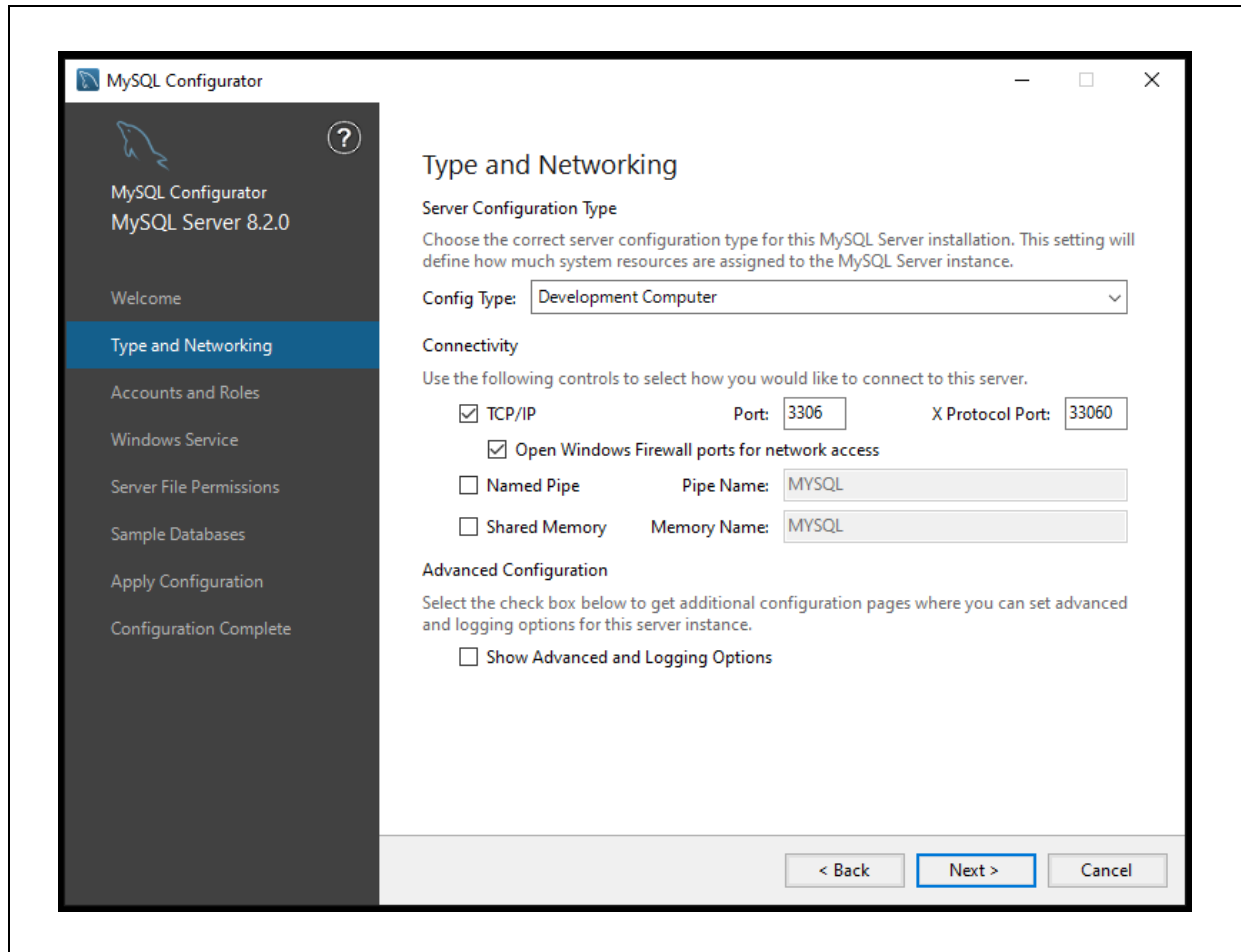 MySQL Configurator
?
MySQL Configurator
MySQL Server 8.2.0
Welcome
Type and Networking
Accounts and Roles
Windows Service
Server File Permissions
Sample Databases
Apply Configuration
Configuration Complete
Type and Networking
Server Configuration Type
Choose the correct server configuration type for this MySQL Server installation. This setting will
define how much system resources are assigned to the MySQL Server instance.
Config Type: Development Computer
Connectivity
Use the following controls to select how you would like to connect to this server.
TCP/IP Port: 3306 X Protocol Port: 33060
Open Windows Firewall ports for network access
Named Pipe Pipe Name: MYSQL
Shared Memory Memory Name: MYSQL
Advanced Configuration
Select the check box below to get additional configuration pages where you can set advanced
and logging options for this server instance.
Show Advanced and Logging Options
< Back Next > Cancel